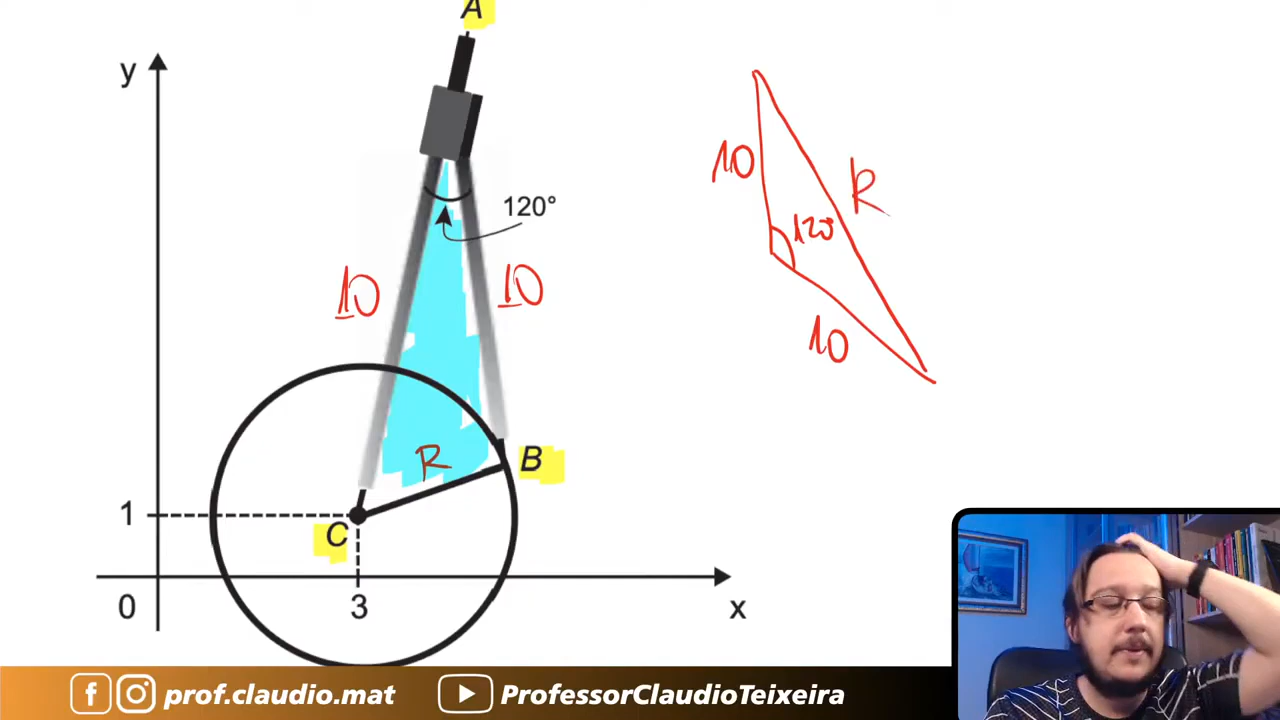 A
y
10
R
120°
120°
10
10
10
R
B
1
C
0
3
x
prof.claudio.mat
ProfessorClaudioTeixeira